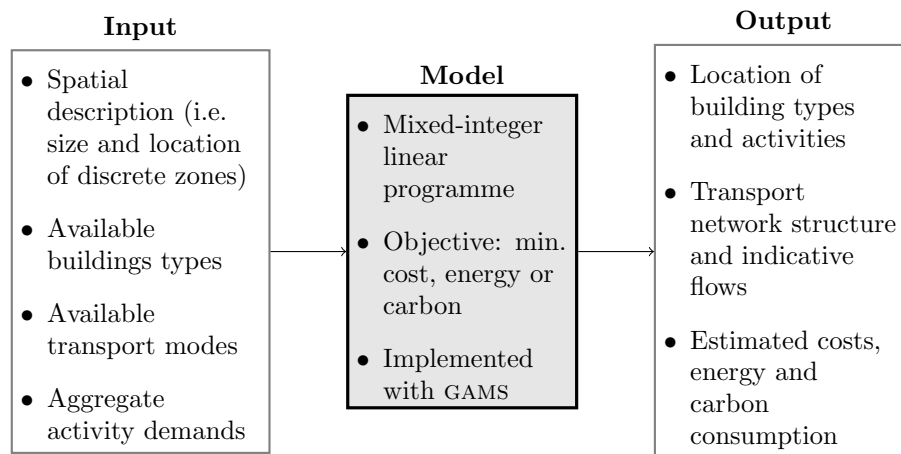 Input
• Spatial
description (i.e.
size and location
of discrete zones)
• Available
buildings types
• Available
transport modes
• Aggregate
activity demands
Model
• Mixed-integer
linear
programme
• Objective: min.
cost, energy or
carbon
• Implemented
with GAMS
Output
• Location of
building types
and activities
• Transport
network structure
and indicative
flows
• Estimated costs,
energy and
carbon
consumption